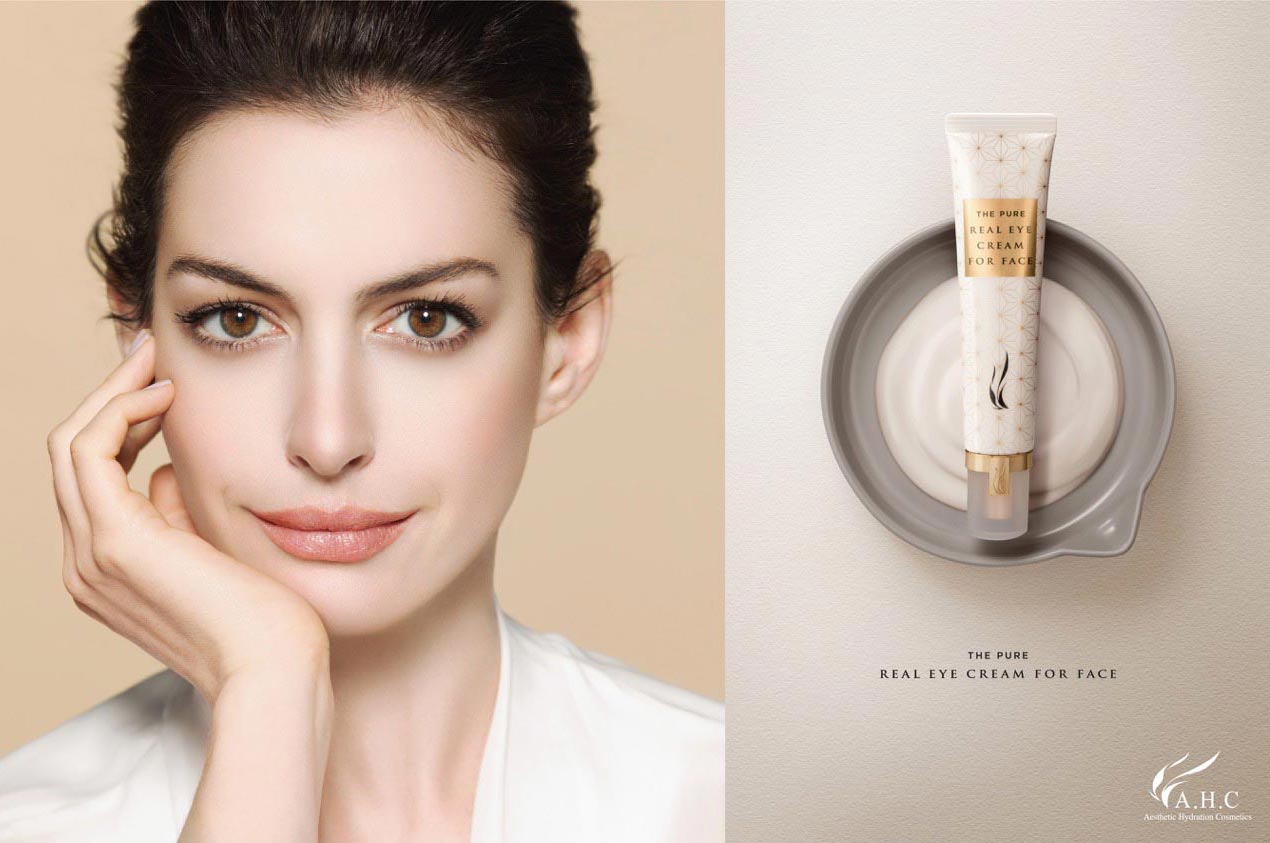 THE PURE
REAL EYE
CREAM
FOR FACE
THE PURE
REAL EYE CREAM FOR FACE
A.H.C
Aesthetic Hydration Cosmetics